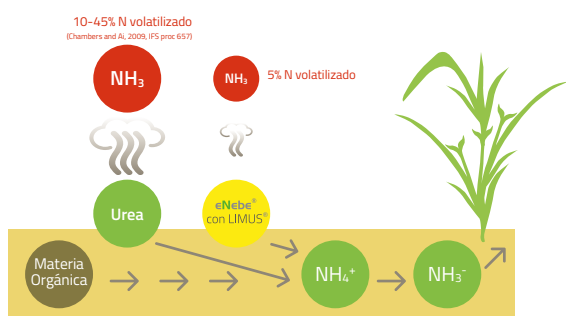 10-45% N volatilizado
(Chambers and Ai, 2009, IFS proc 657)
NH₃
NH₃
5% N volatilizado
Urea
eNebe®
con LIMUS®
Materia
Orgánica
NH₄⁺
NH₃⁻